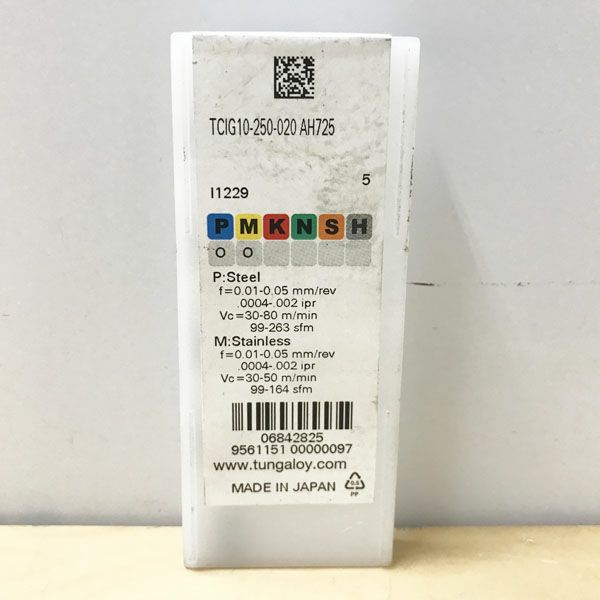 TCIG10-250-020 AH725
5
I1229
P M K N S H
O O
P:Steel
f=0.01-0.05 mm/rev
.0004-.002 ipr
Vc=30-80 m/min
99-263 sfm
M:Stainless
f=0.01-0.05 mm/rev
.0004-.002 ipr
Vc=30-50 m/min
99-164 sfm
06842825
9561151 00000097
www.tungaloy.com
MADE IN JAPAN
0.5
PP